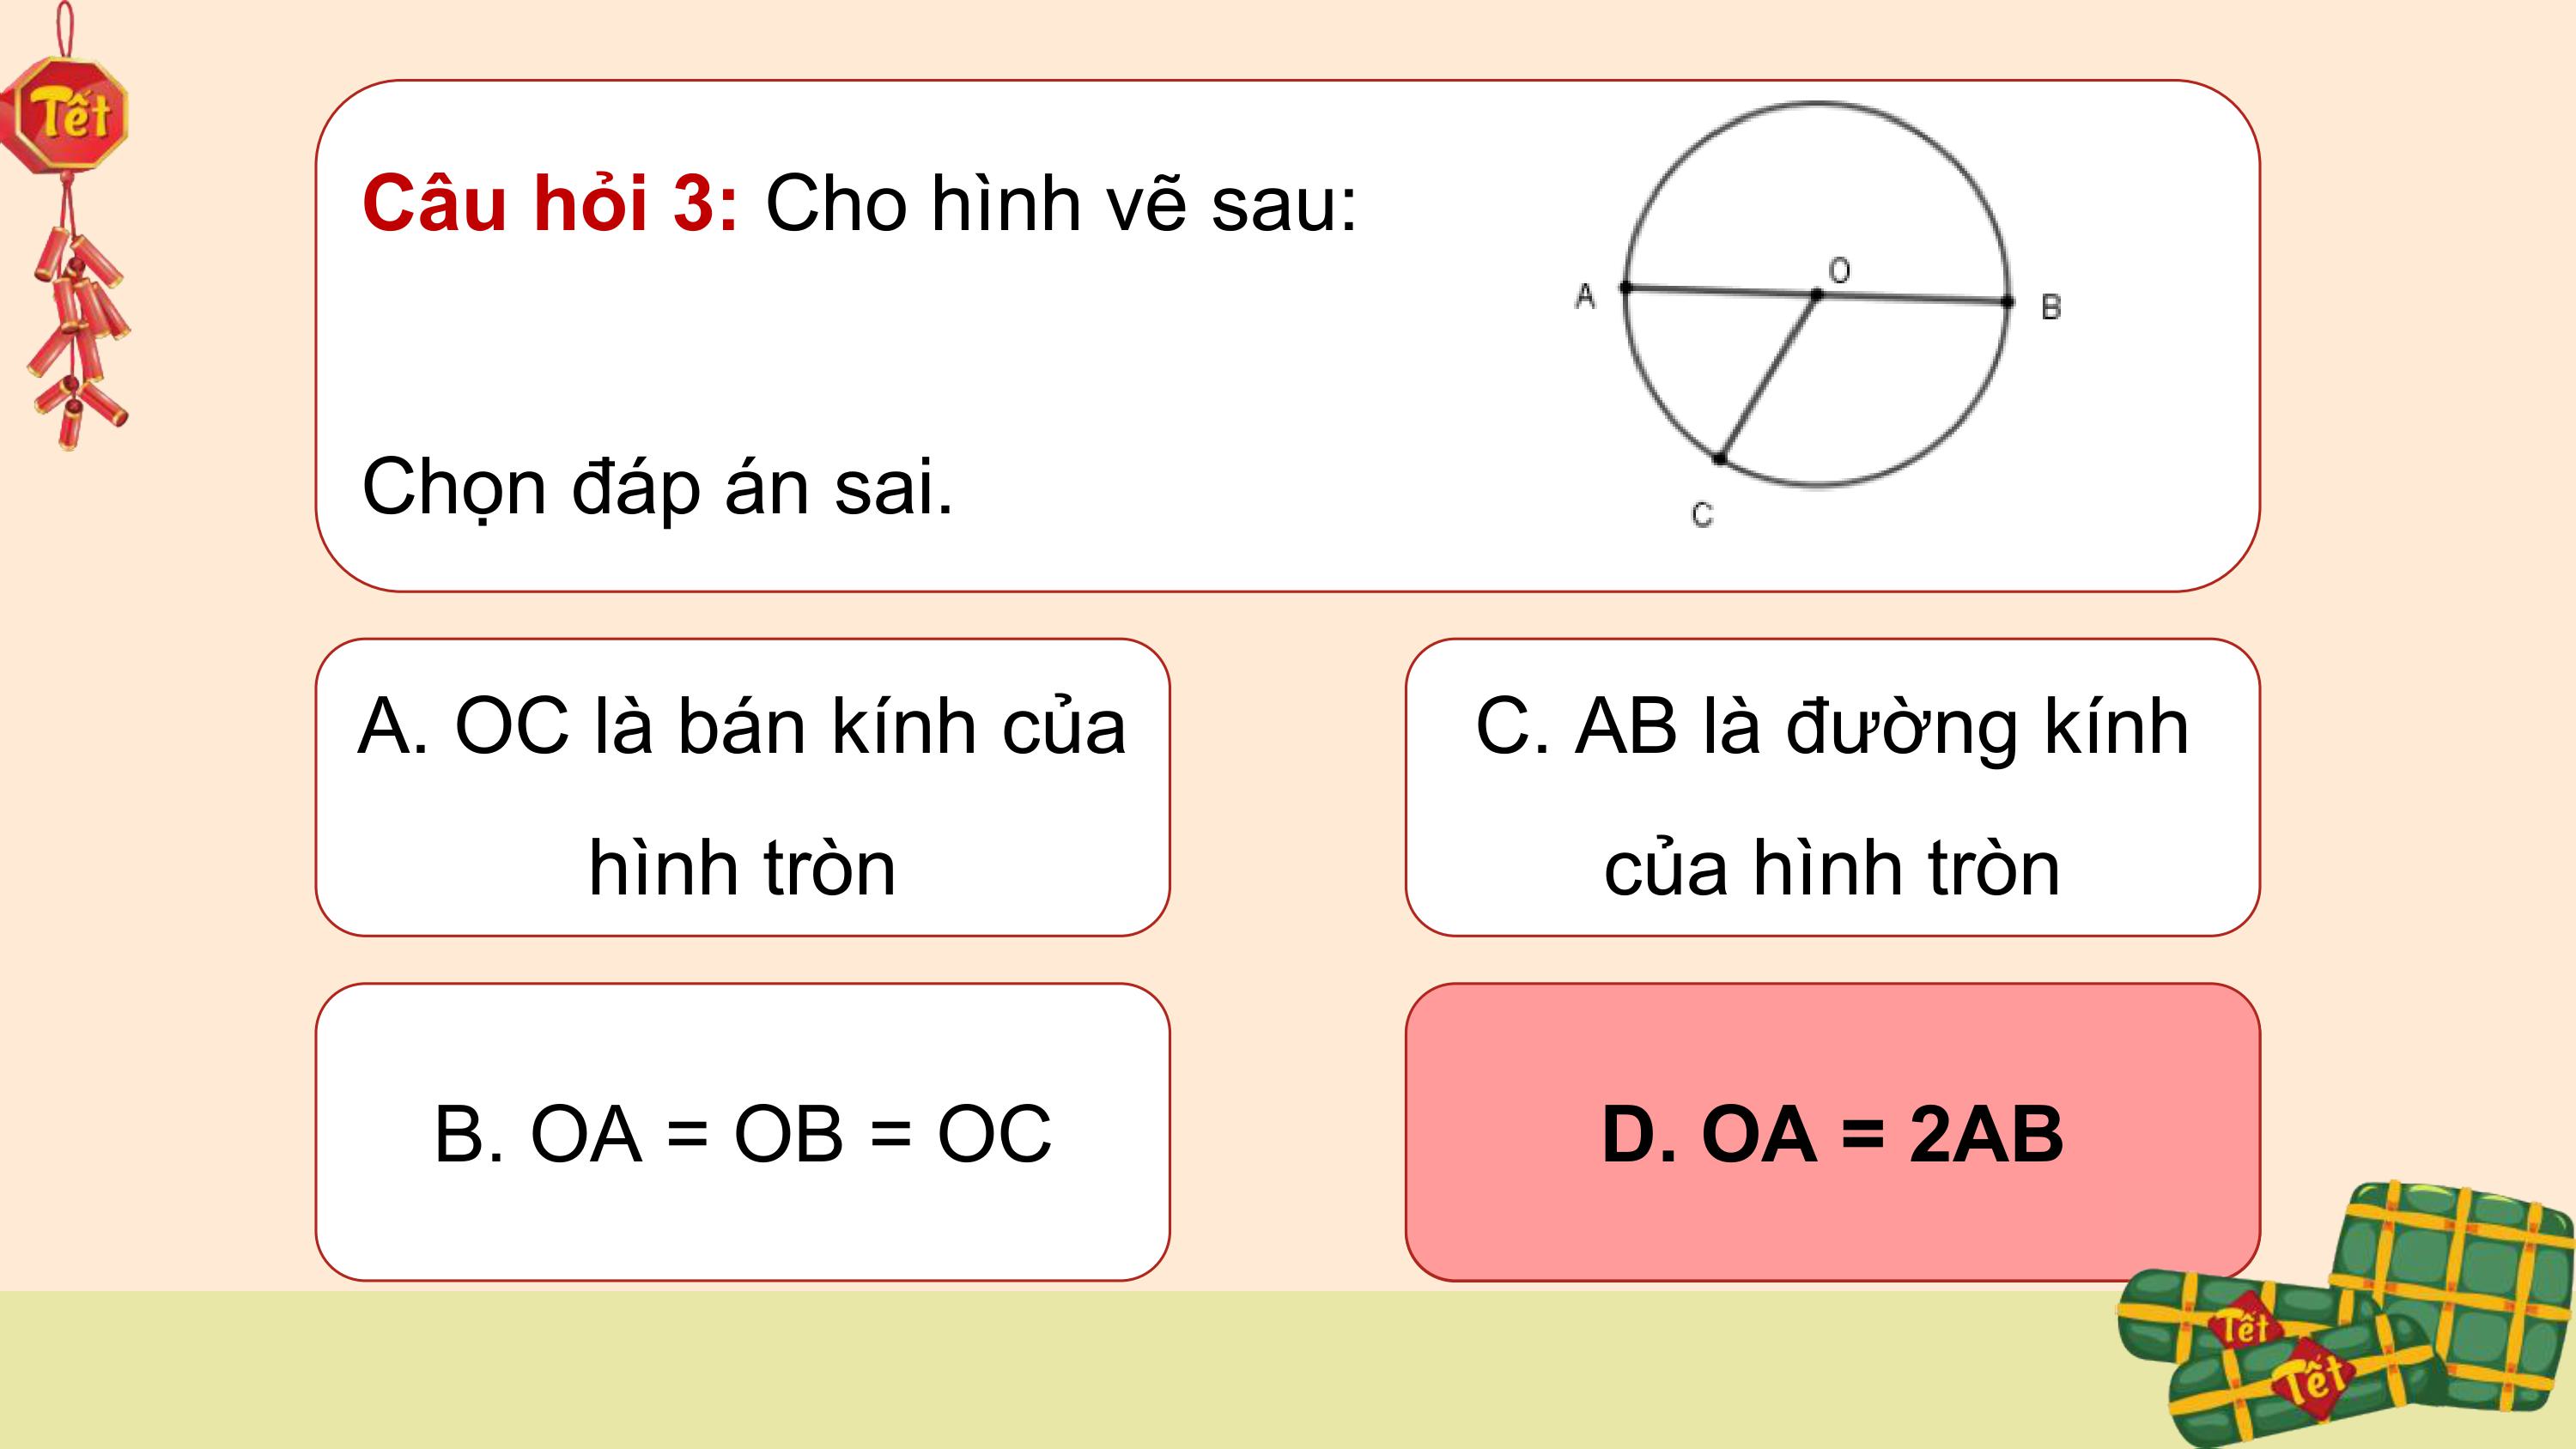 Tết
Câu hỏi 3: Cho hình vẽ sau:
O
A
B
Chọn đáp án sai.
C
A. OC là bán kính của
hình tròn
C. AB là đường kính
của hình tròn
B. OA = OB = OC
D. OA = 2AB
Tết
Tết